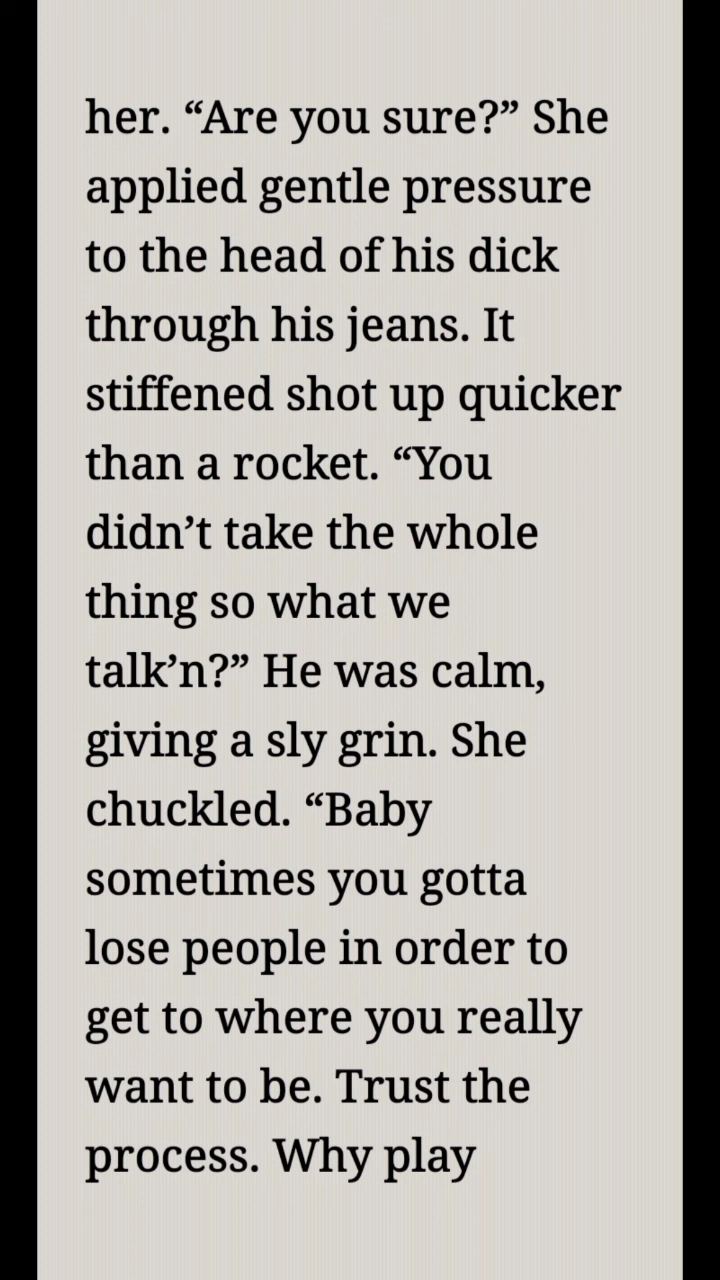 her. “Are you sure?” She
applied gentle pressure
to the head of his dick
through his jeans. It
stiffened shot up quicker
than a rocket. “You
didn’t take the whole
thing so what we
talk’n?” He was calm,
giving a sly grin. She
chuckled. “Baby
sometimes you gotta
lose people in order to
get to where you really
want to be. Trust the
process. Why play